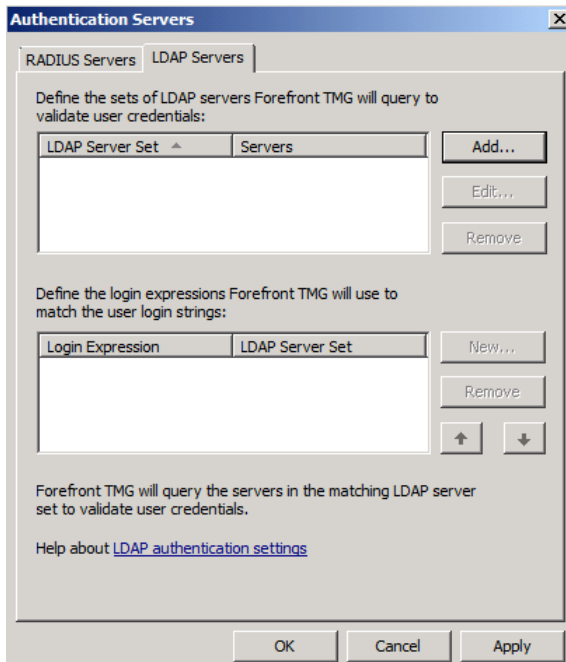 Authentication Servers
RADIUS Servers LDAP Servers
Define the sets of LDAP servers Forefront TMG will query to
validate user credentials:
LDAP Server Set Servers
Add...
Edit...
Remove
Define the login expressions Forefront TMG will use to
match the user login strings:
Login Expression LDAP Server Set
New...
Remove
Forefront TMG will query the servers in the matching LDAP server
set to validate user credentials.
Help about LDAP authentication settings
OK Cancel Apply